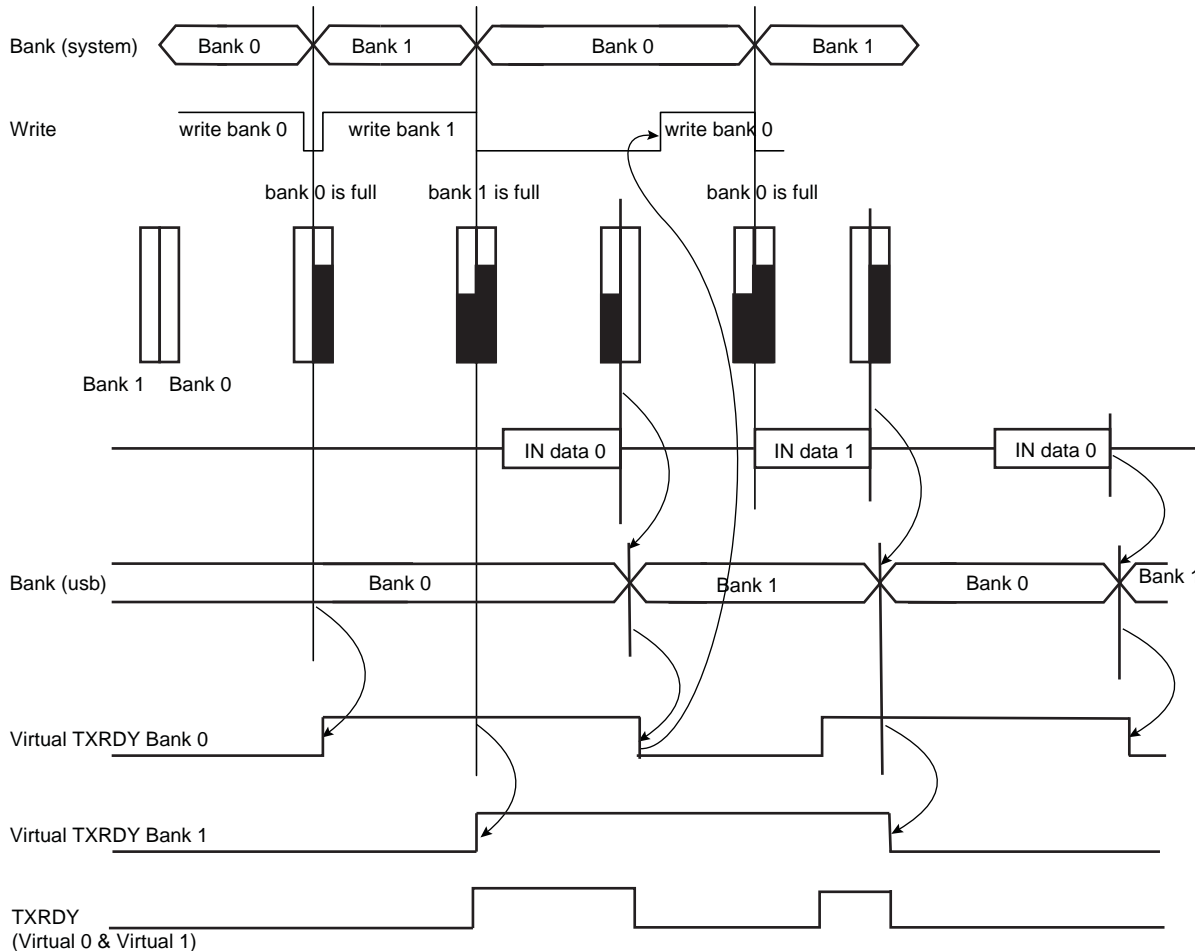 Bank (system)
Bank 0
Bank 1
Bank 0
Bank 1
Write
write bank 0
write bank 1
write bank 0
bank 0 is full
bank 1 is full
bank 0 is full
Bank 1
Bank 0
IN data 0
IN data 1
IN data 0
Bank (usb)
Bank 0
Bank 1
Bank 0
Bank 1
Virtual TXRDY Bank 0
Virtual TXRDY Bank 1
TXRDY
(Virtual 0 & Virtual 1)